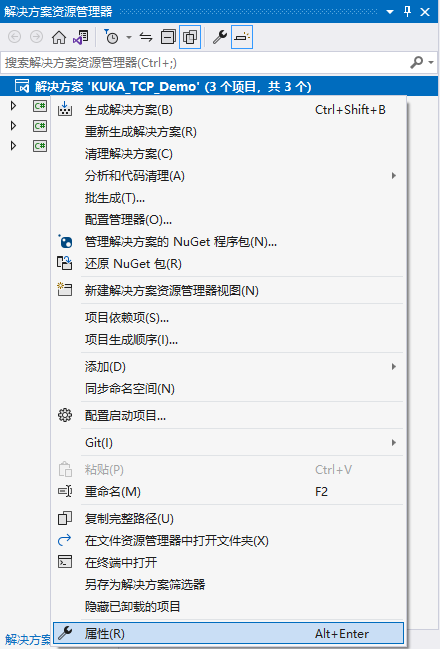 解决方案资源管理器
搜索解决方案资源管理器(Ctrl+;)
解决方案 'KUKA_TCP_Demo' (3 个项目，共 3 个)
C#
C#
C#
生成解决方案(B) Ctrl+Shift+B
重新生成解决方案(R)
清理解决方案(C)
分析和代码清理(A)
批生成(T)...
配置管理器(O)...
管理解决方案的 NuGet 程序包(N)...
还原 NuGet 包(R)
新建解决方案资源管理器视图(N)
项目依赖项(S)...
项目生成顺序(I)...
添加(D)
同步命名空间(N)
配置启动项目...
Git(I)
粘贴(P) Ctrl+V
重命名(M) F2
复制完整路径(U)
在文件资源管理器中打开文件夹(X)
在终端中打开
另存为解决方案筛选器
隐藏已卸载的项目
属性(R) Alt+Enter
解决方案